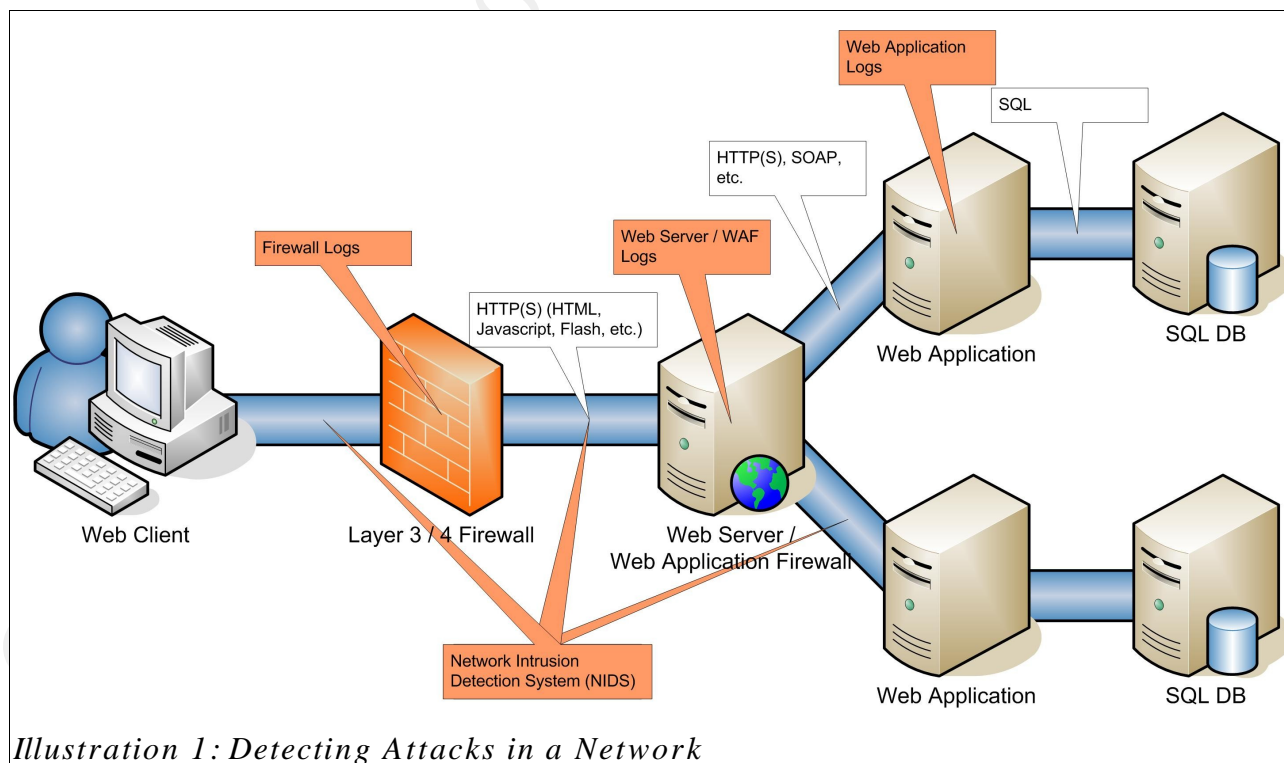 Web Application
Logs
SQL
HTTP(S), SOAP,
etc.
Firewall Logs
Web Server / WAF
Logs
HTTP(S) (HTML,
Javascript, Flash, etc.)
Web Application
SQL DB
Web Client
Layer 3 / 4 Firewall
Web Server /
Web Application Firewall
Network Intrusion
Detection System (NIDS)
Web Application
SQL DB
Illustration 1: Detecting Attacks in a Network